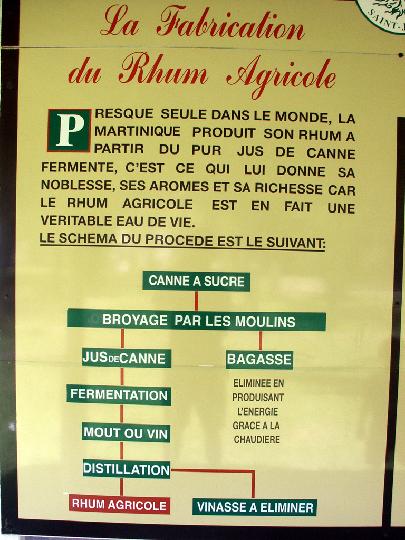 La Fabrication
du Rhum Agricole
PRESQUE SEULE DANS LE MONDE, LA
MARTINIQUE PRODUIT SON RHUM A
PARTIR DU PUR JUS DE CANNE
FERMENTE, C'EST CE QUI LUI DONNE SA
NOBLESSE, SES AROMES ET SA RICHESSE CAR
LE RHUM AGRICOLE EST EN FAIT UNE
VERITABLE EAU DE VIE.
LE SCHEMA DU PROCEDE EST LE SUIVANT:
CANNE A SUCRE
BROYAGE PAR LES MOULINS
JUS DE CANNE
BAGASSE
ELIMINEE EN
PRODUISANT
L'ENERGIE
GRACE A LA
CHAUDIERE
FERMENTATION
MOUT OU VIN
DISTILLATION
RHUM AGRICOLE
VINASSE A ELIMINER